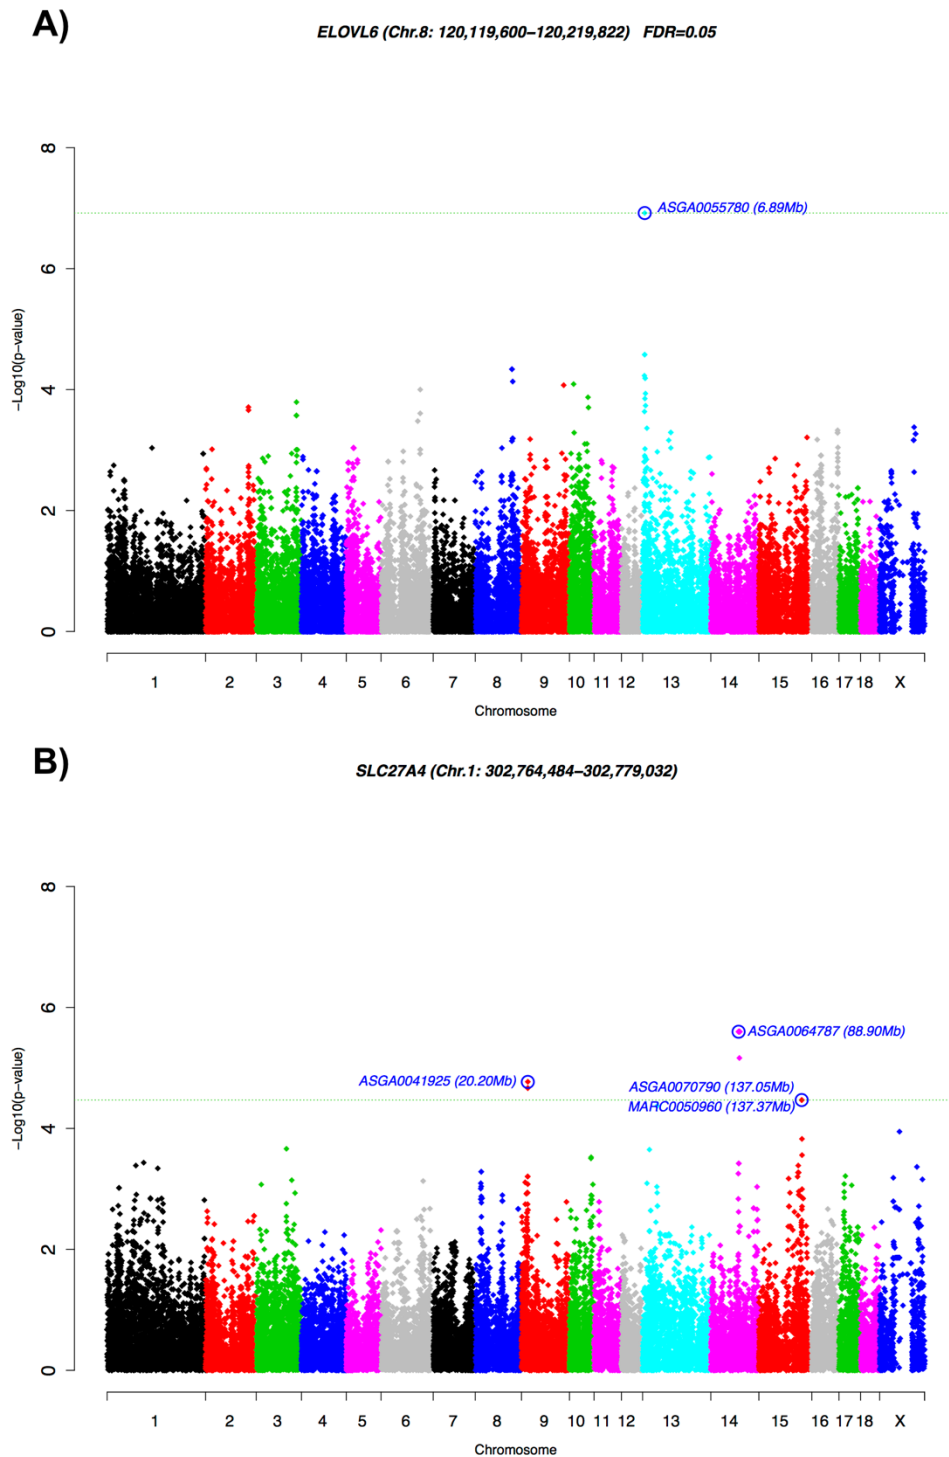 A)
ELOVL6 (Chr.8: 120,119,600–120,219,822) FDR=0.05
8
ASGA0055780 (6.89Mb)
6
−Log10(p-value)
4
2
0
1 2 3 4 5 6 7 8 9 10 11 12 13 14 15 16 17 18 X
Chromosome
B)
SLC27A4 (Chr.1: 302,764,484–302,779,032)
8
6
ASGA0064787 (88.90Mb)
ASGA0041925 (20.20Mb)
ASGA0070790 (137.05Mb)
MARC0050960 (137.37Mb)
−Log10(p-value)
4
2
0
1 2 3 4 5 6 7 8 9 10 11 12 13 14 15 16 17 18 X
Chromosome